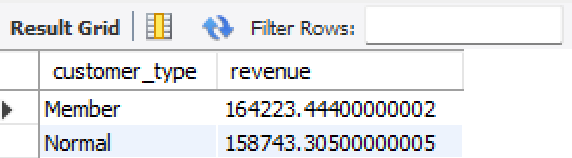 Result Grid Filter Rows:
customer_type revenue
Member 164223.44400000002
Normal 158743.30500000005